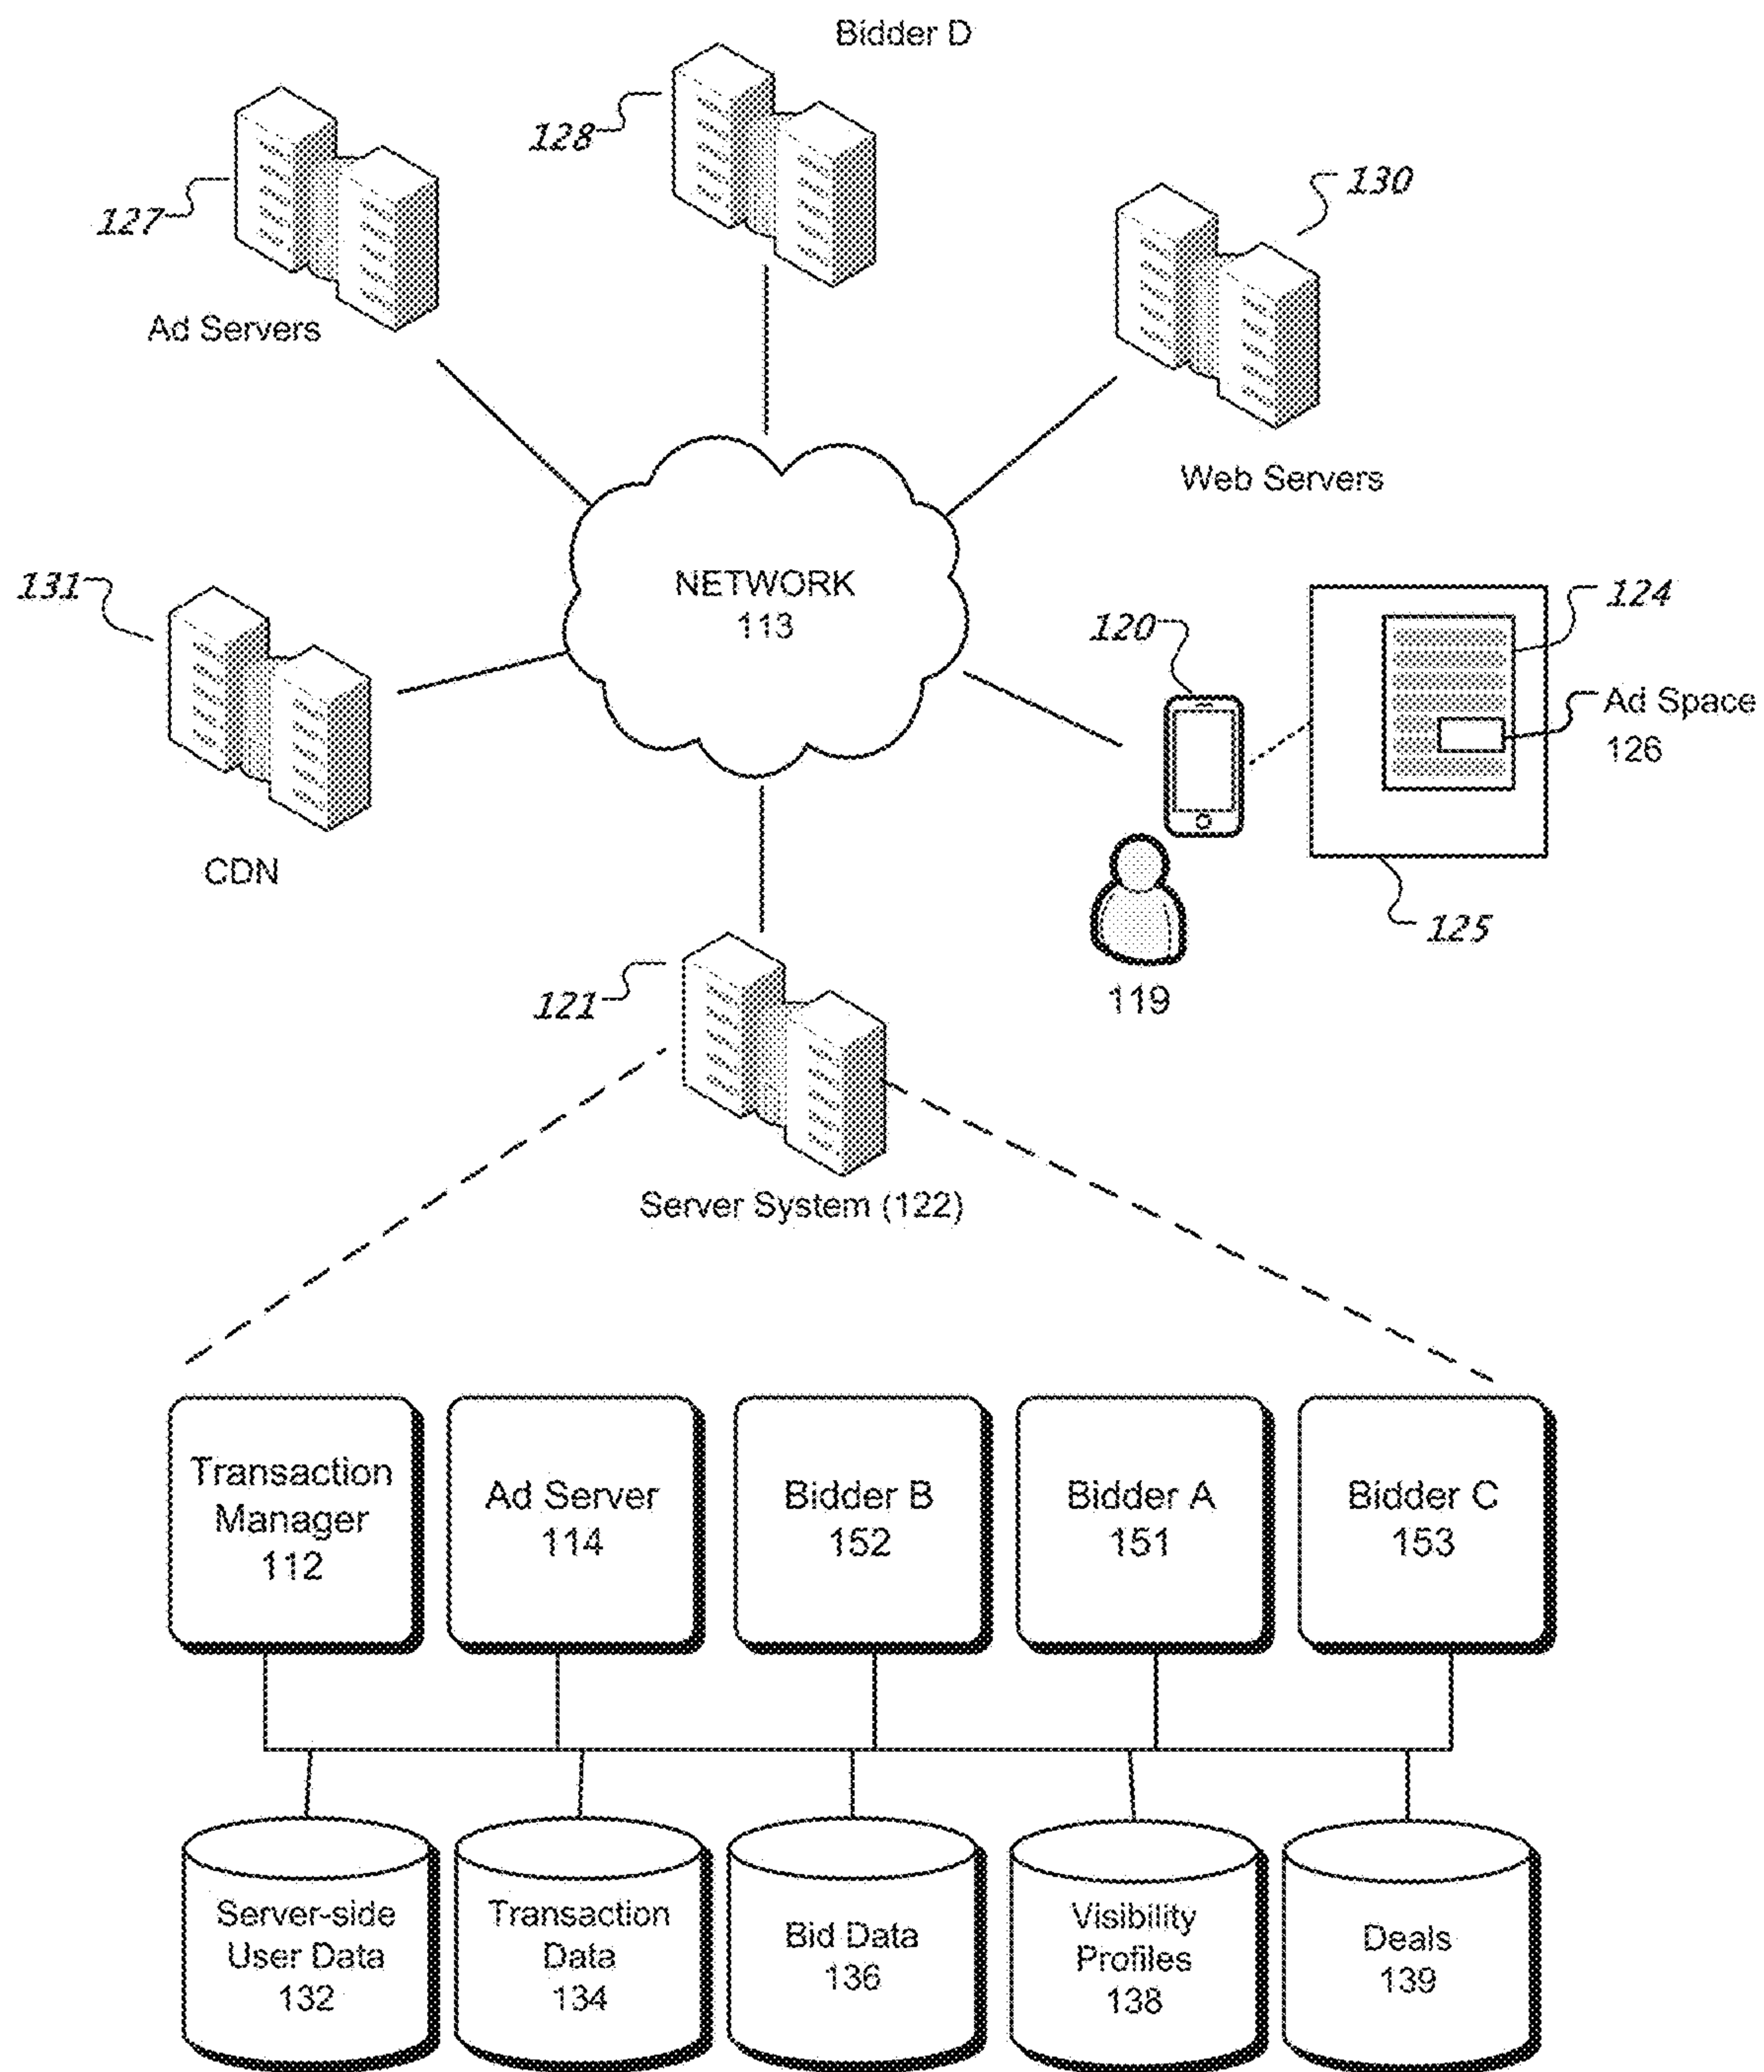 Bidder D
128
127
130
Ad Servers
Web Servers
NETWORK
113
131
120
124
Ad Space
126
CDN
125
119
121
Server System (122)
Transaction
Manager
112
Ad Server
114
Bidder B
152
Bidder A
151
Bidder C
153
Server-side
User Data
132
Transaction
Data
134
Bid Data
136
Visibility
Profiles
138
Deals
139